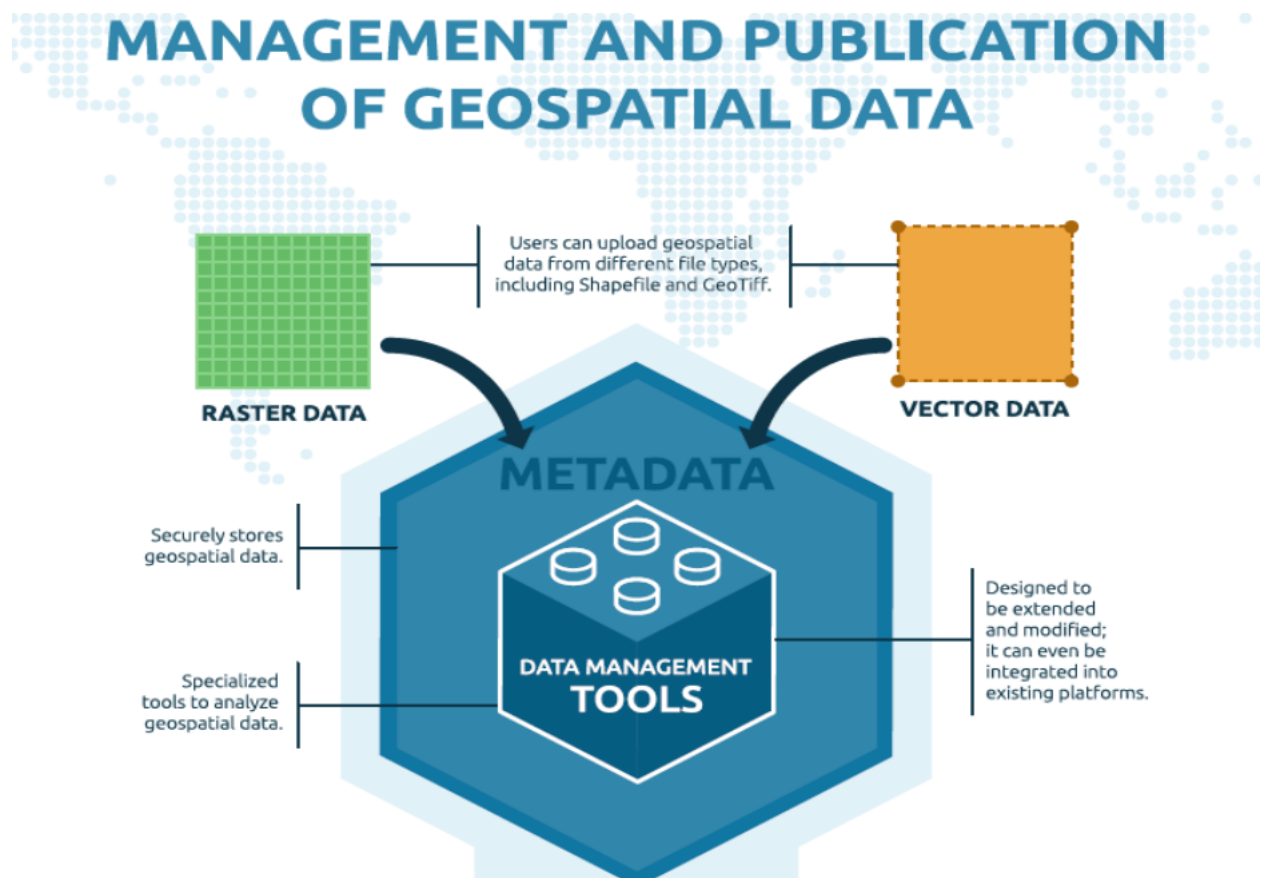 MANAGEMENT AND PUBLICATION
OF GEOSPATIAL DATA
Users can upload geospatial
data from different file types,
including Shapefile and GeoTiff.
RASTER DATA
VECTOR DATA
METADATA
Securely stores
geospatial data.
Specialized
tools to analyze
geospatial data.
DATA MANAGEMENT
TOOLS
Designed to
be extended
and modified;
it can even be
integrated into
existing platforms.